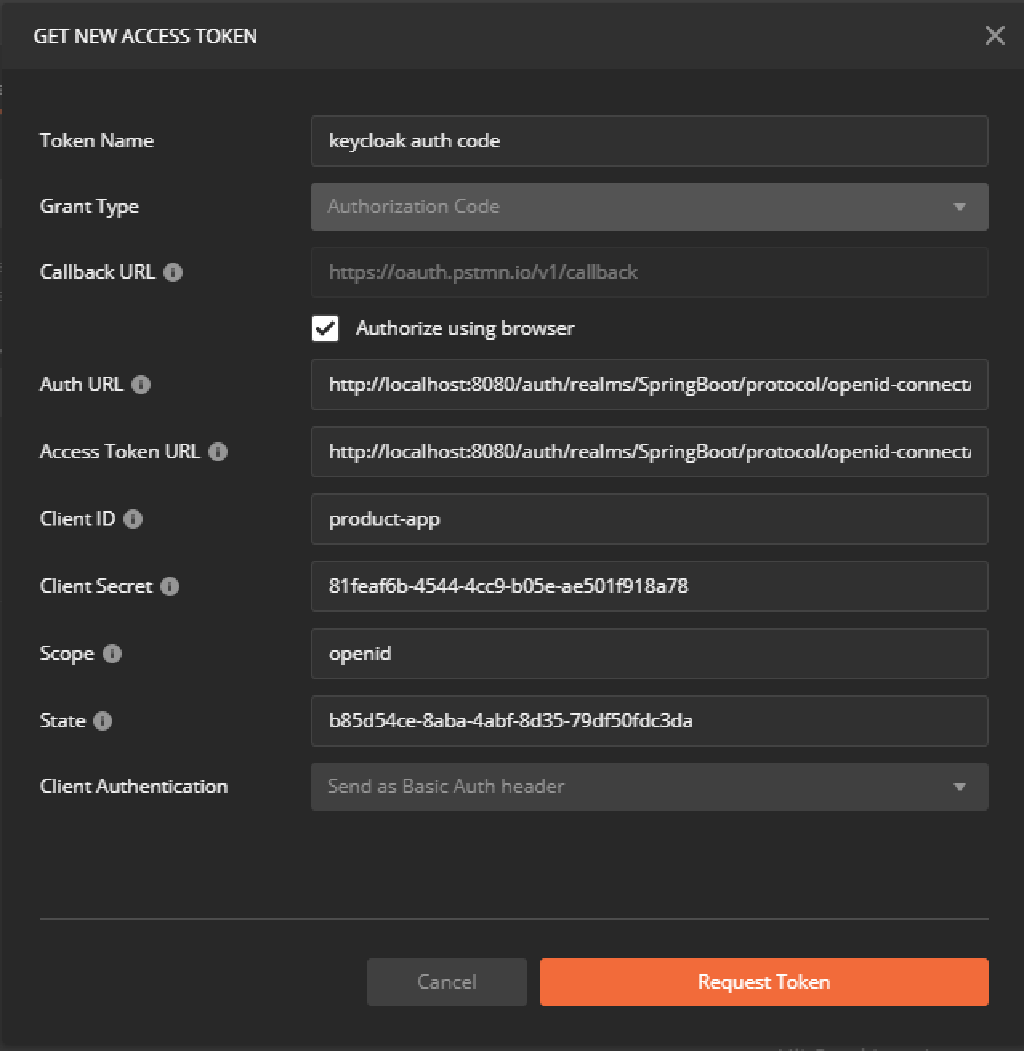 GET NEW ACCESS TOKEN
Token Name
keycloak auth code
Grant Type
Authorization Code
Callback URL
https://oauth.pstmn.io/v1/callback
Authorize using browser
Auth URL
http://localhost:8080/auth/realms/SpringBoot/protocol/openid-connect/
Access Token URL
http://localhost:8080/auth/realms/SpringBoot/protocol/openid-connect/
Client ID
product-app
Client Secret
81feaf6b-4544-4cc9-b05e-ae501f918a78
Scope
openid
State
b85d54ce-8aba-4abf-8d35-79df50fdc3da
Client Authentication
Send as Basic Auth header
Cancel
Request Token